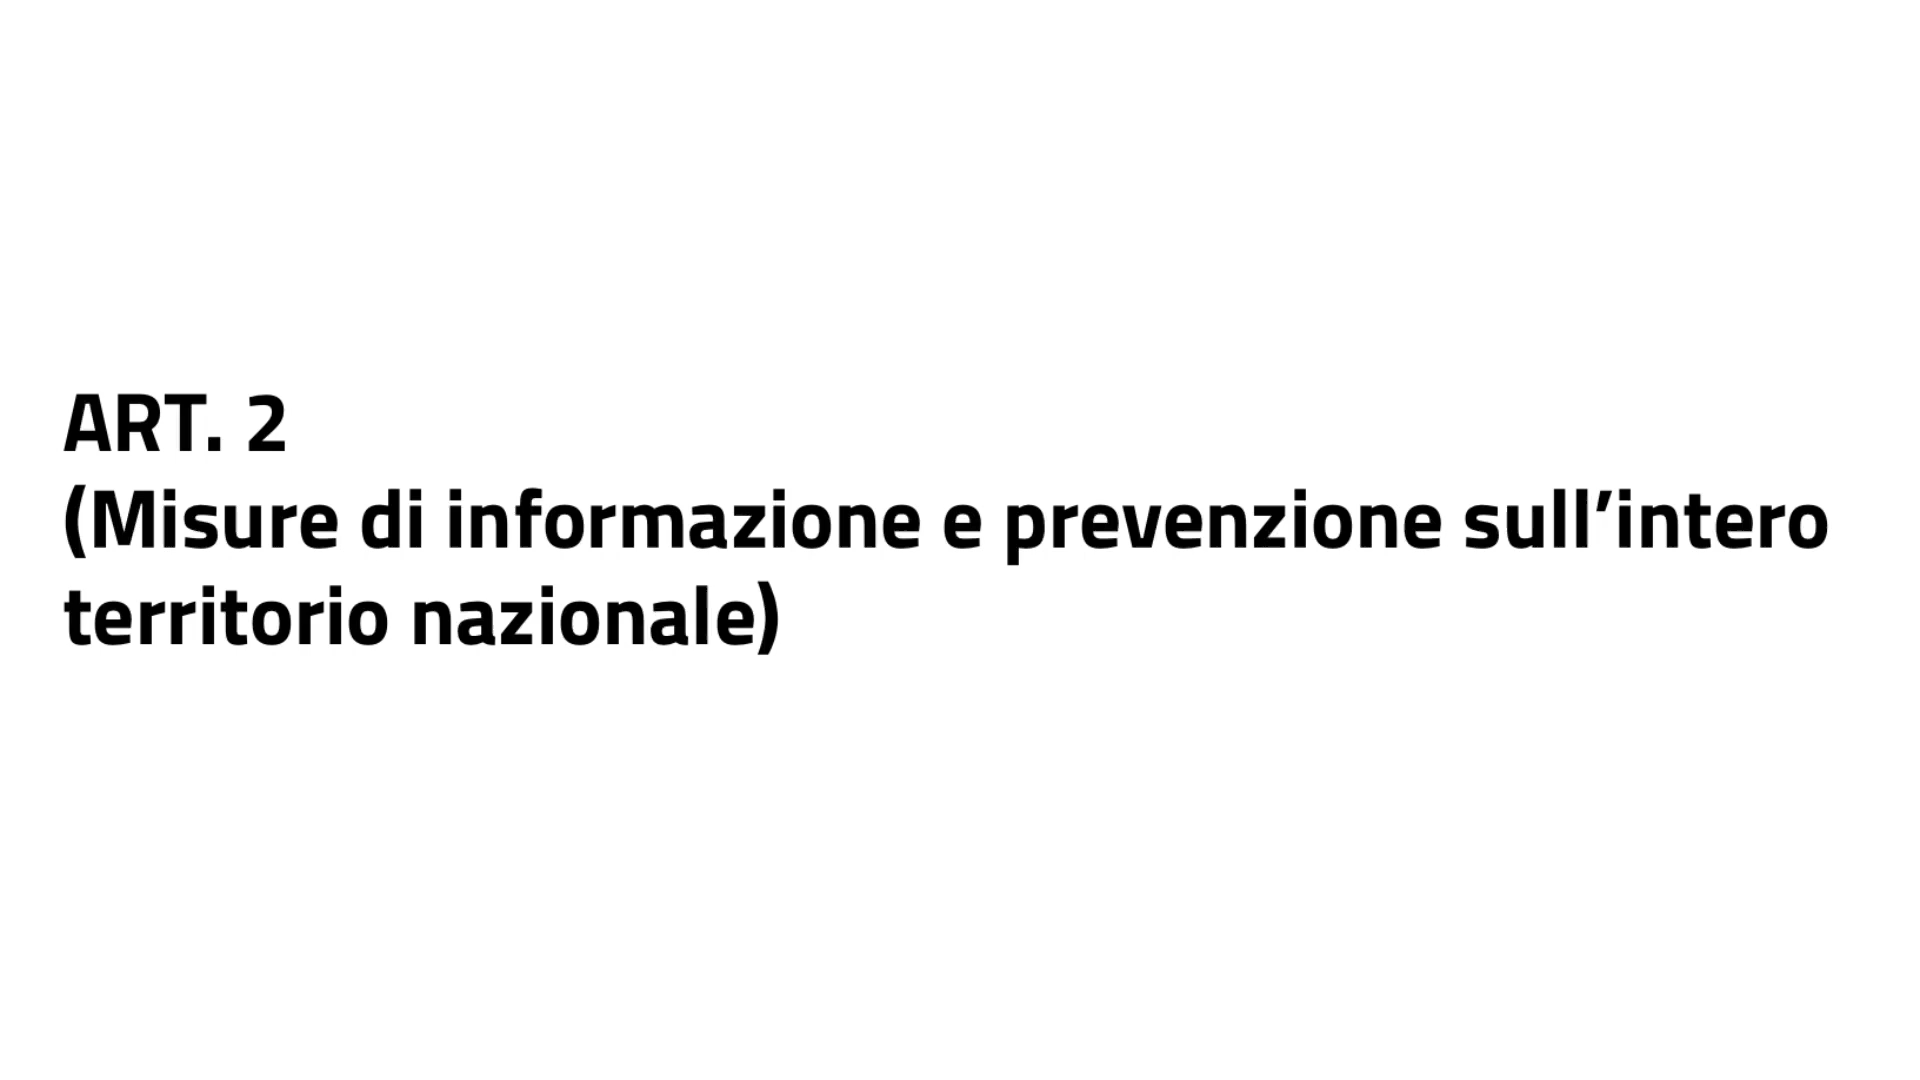 ART. 2
(Misure di informazione e prevenzione sull’intero
territorio nazionale)